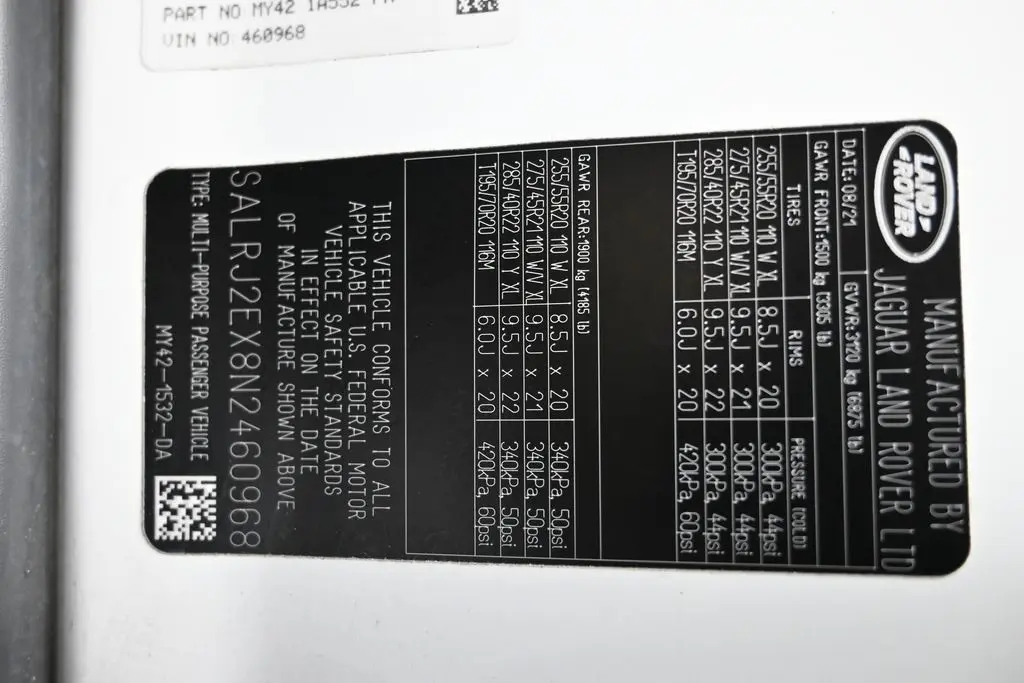 PART NO MY42 1A532
VIN NO 460968
LAND ROVER
MANUFACTURED BY
JAGUAR LAND ROVER LTD
DATE: 08/21 GVWR: 3120 kg (6875 lb)
GAWR FRONT: 1500 kg (3305 lb)
TIRES RIMS PRESSURE (COLD)
255/55R20 110 W XL 8.5J x 20 300kPa, 44psi
275/45R21 110 W/V XL 9.5J x 21 300kPa, 44psi
285/40R22 110 Y XL 9.5J x 22 300kPa, 44psi
T195/70R20 116M 6.0J x 20 420kPa, 60psi
GAWR REAR: 1900 kg (4185 lb)
255/55R20 110 W XL 8.5J x 20 340kPa, 50psi
275/45R21 110 W/V XL 9.5J x 21 340kPa, 50psi
285/40R22 110 Y XL 9.5J x 22 340kPa, 50psi
T195/70R20 116M 6.0J x 20 420kPa, 60psi
THIS VEHICLE CONFORMS TO ALL
APPLICABLE U.S. FEDERAL MOTOR
VEHICLE SAFETY STANDARDS
IN EFFECT ON THE DATE
OF MANUFACTURE SHOWN ABOVE
SALRJ2EX8N2460968
TYPE: MULTI-PURPOSE PASSENGER VEHICLE
MY42-1532-DA